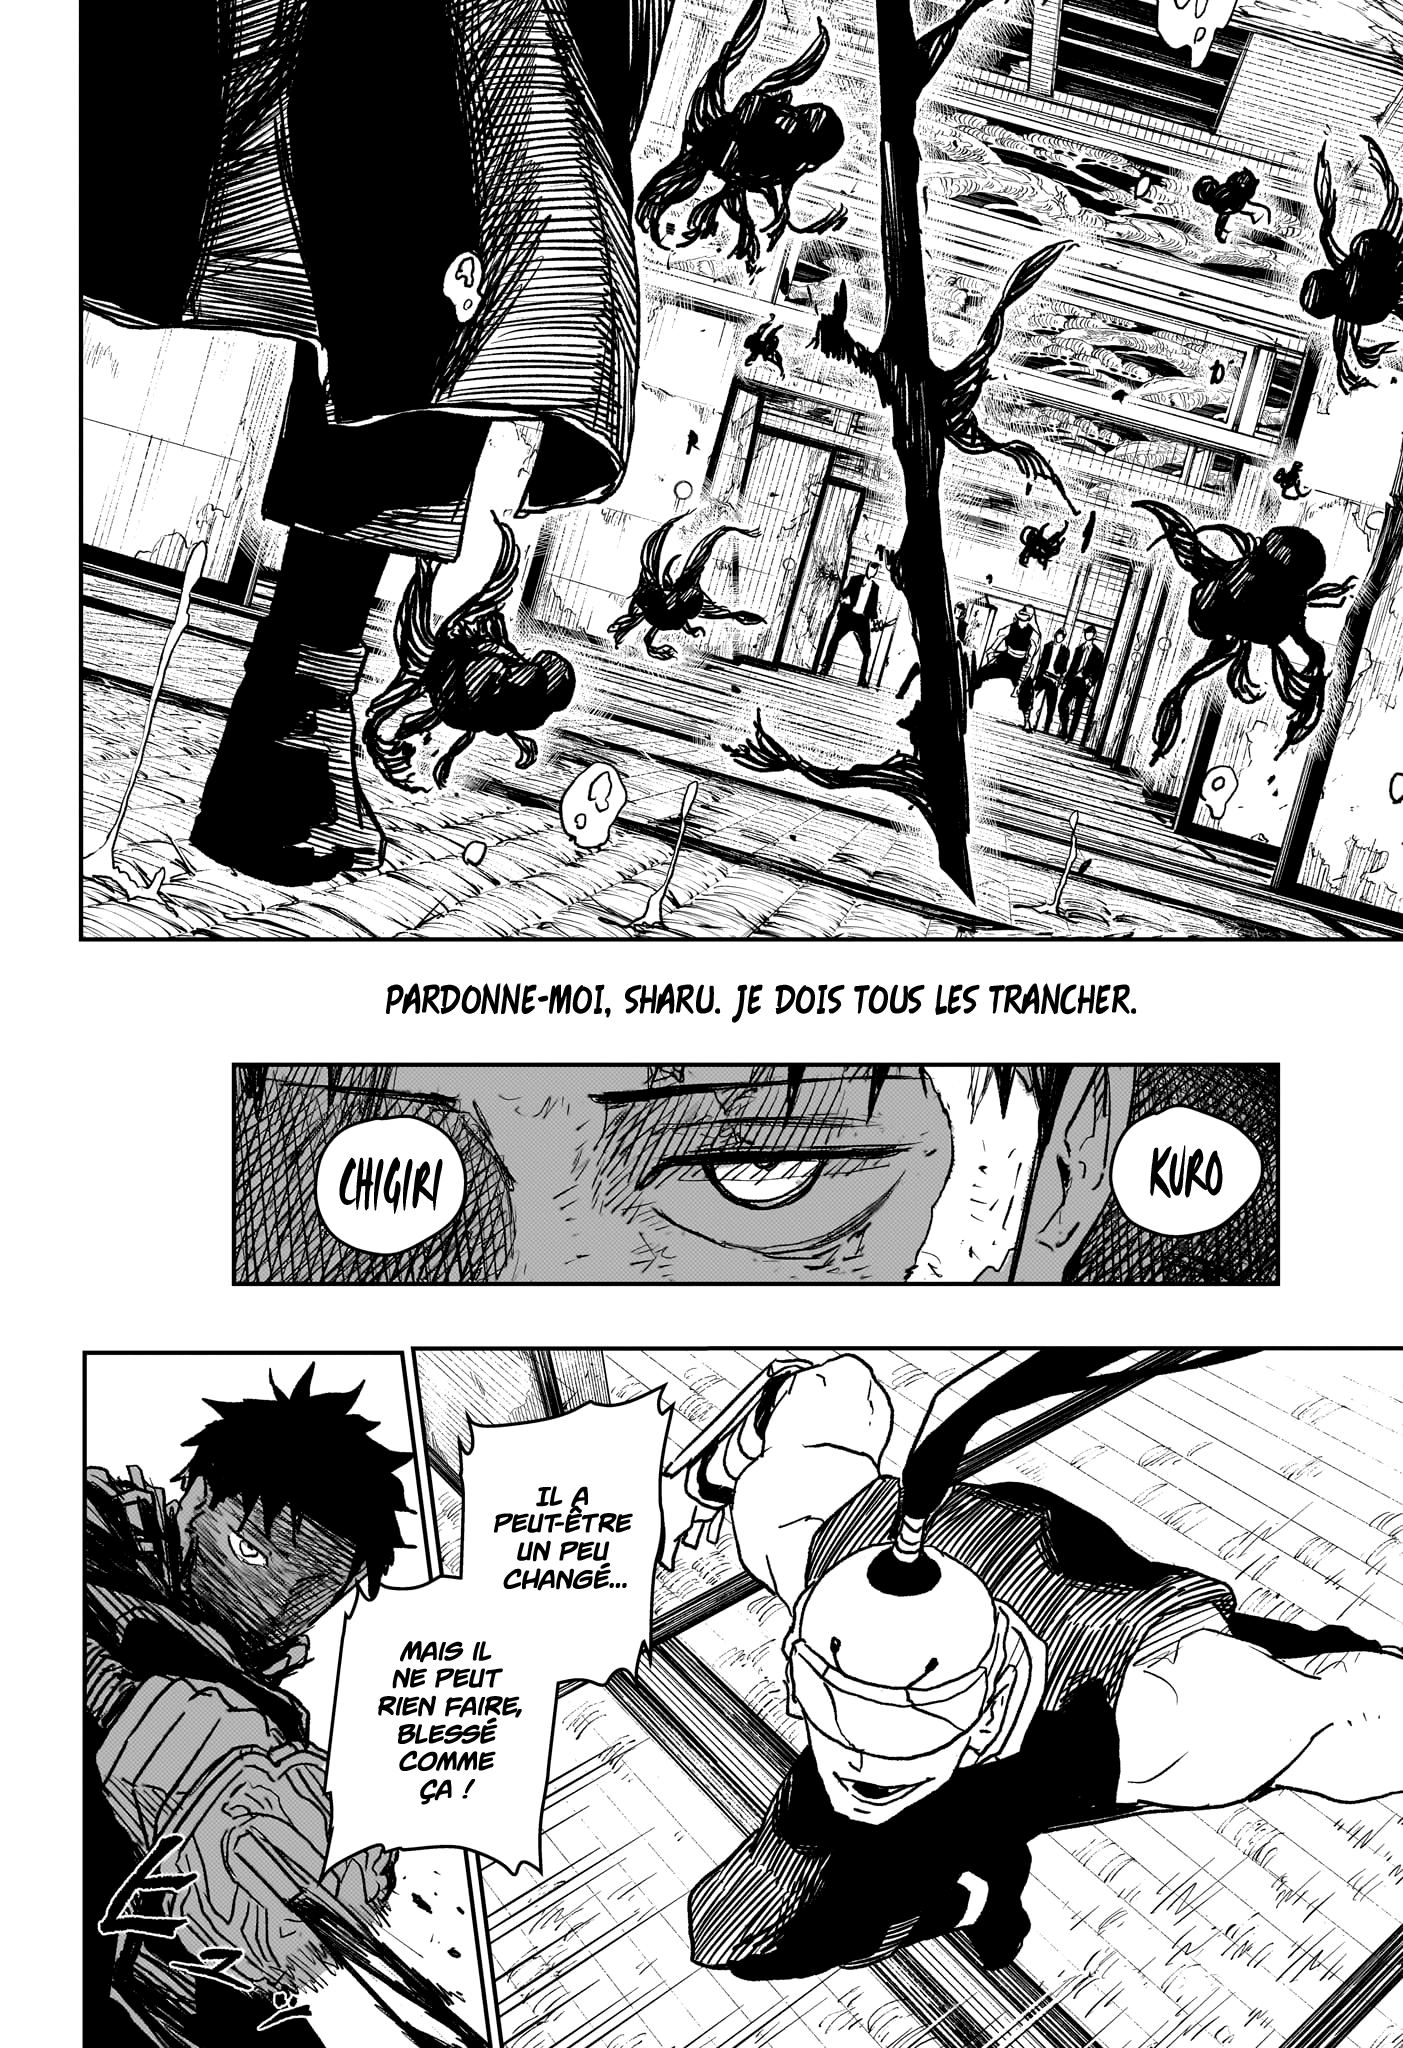 PARDONNE-MOI, SHARU. JE DOIS TOUS LES TRANCHER.
KURO
CHIGIRI
IL A
PEUT-ÊTRE
UN PEU
CHANGÉ...
MAIS IL
NE PEUT
RIEN FAIRE,
BLESSÉ
COMME
ÇA !